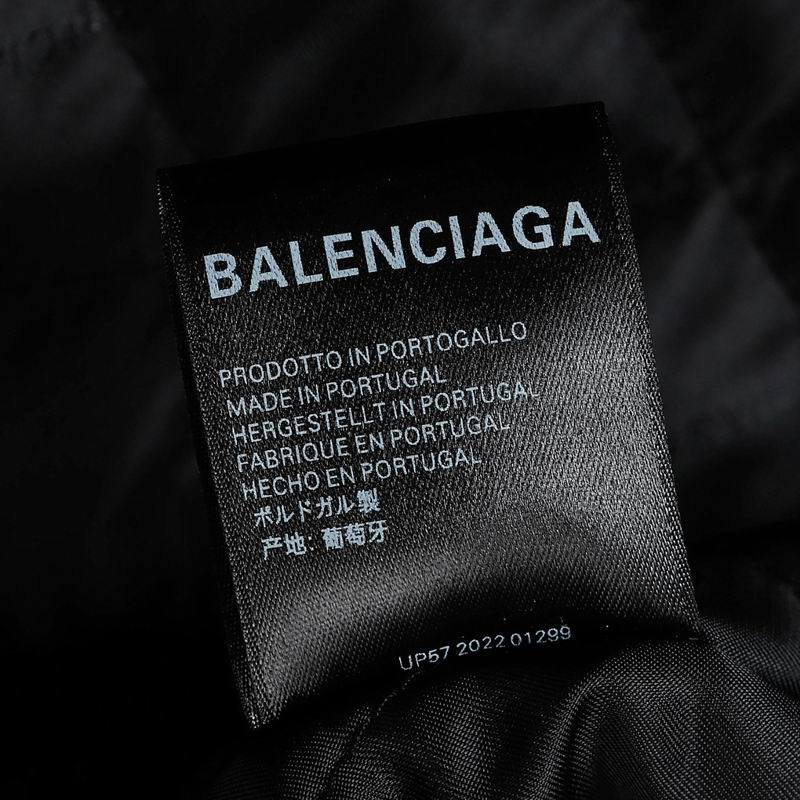 BALENCIAGA
PRODOTTO IN PORTOGALLO
MADE IN PORTUGAL
HERGESTELLT IN PORTUGAL
FABRIQUE EN PORTUGAL
HECHO EN PORTUGAL
ポルドガル製
产地: 葡萄牙
UP57 2022 01299